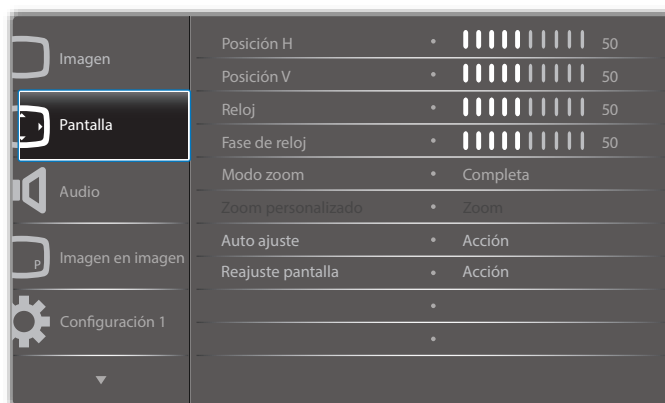 Imagen
Pantalla
Audio
P
Imagen en imagen
Configuración 1
Posición H • 50
Posición V • 50
Reloj • 50
Fase de reloj • 50
Modo zoom • Completa
Zoom personalizado • Zoom
Auto ajuste • Acción
Reajuste pantalla • Acción
•
•